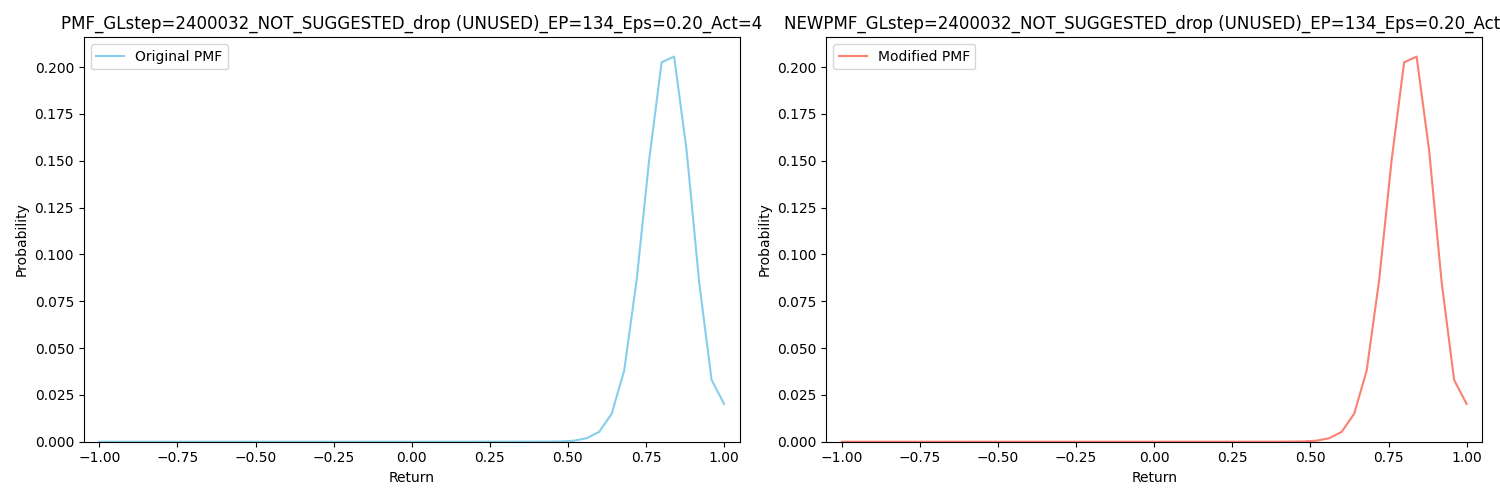 PMF_GLstep=2400032_NOT_SUGGESTED_drop (UNUSED)_EP=134_Eps=0.20_Act=4
Original PMF
0.200
0.175
0.150
0.125
0.100
0.075
0.050
0.025
0.000
Probability
−1.00 −0.75 −0.50 −0.25 0.00 0.25 0.50 0.75 1.00
Return
NEWPMF_GLstep=2400032_NOT_SUGGESTED_drop (UNUSED)_EP=134_Eps=0.20_Act
Modified PMF
0.200
0.175
0.150
0.125
0.100
0.075
0.050
0.025
0.000
Probability
−1.00 −0.75 −0.50 −0.25 0.00 0.25 0.50 0.75 1.00
Return